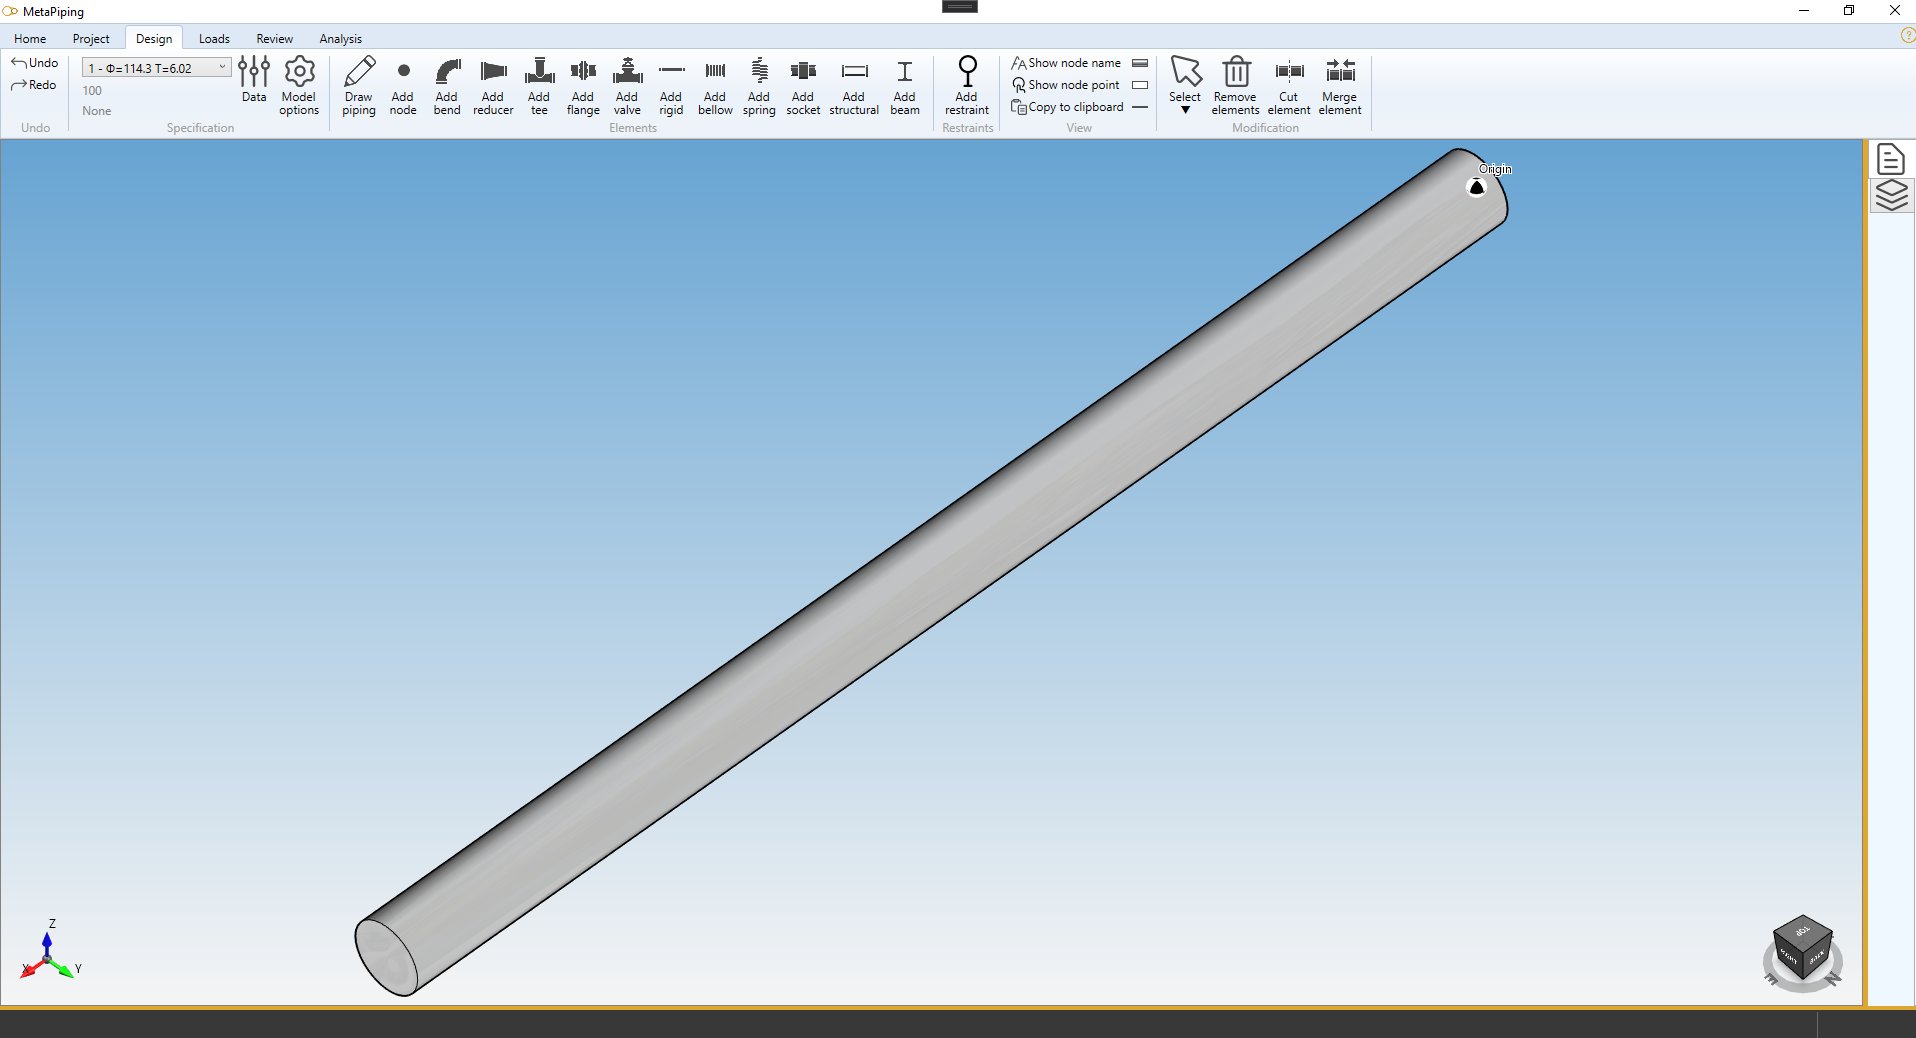 MetaPiping
Home Project Design Loads Review Analysis
?
Undo
Redo
Undo
1 - Φ=114.3 T=6.02
100
None
Data
Model options
Specification
Draw piping
Add node
Add bend
Add reducer
Add tee
Add flange
Add valve
Add rigid
Add bellow
Add spring
Add socket
Add structural
Add beam
Elements
Add restraint
Restraints
Show node name
Show node point
Copy to clipboard
View
Select
Remove elements
Cut element
Merge element
Modification
Origin
Z
X
Y
TOP
RIGHT
BACK
E
N